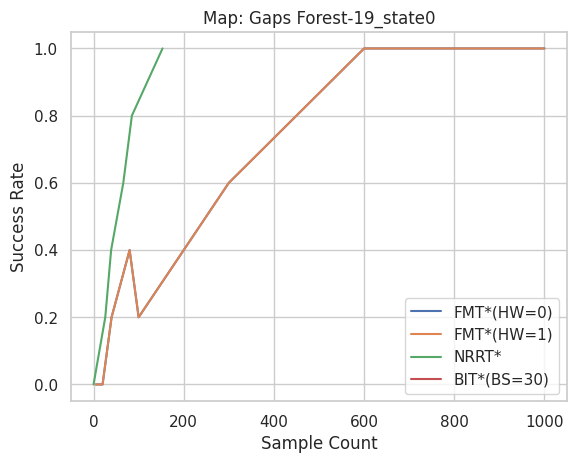 Map: Gaps Forest-19_state0
Success Rate
1.0
0.8
0.6
0.4
0.2
0.0
FMT*(HW=0)
FMT*(HW=1)
NRRT*
BIT*(BS=30)
0 200 400 600 800 1000
Sample Count